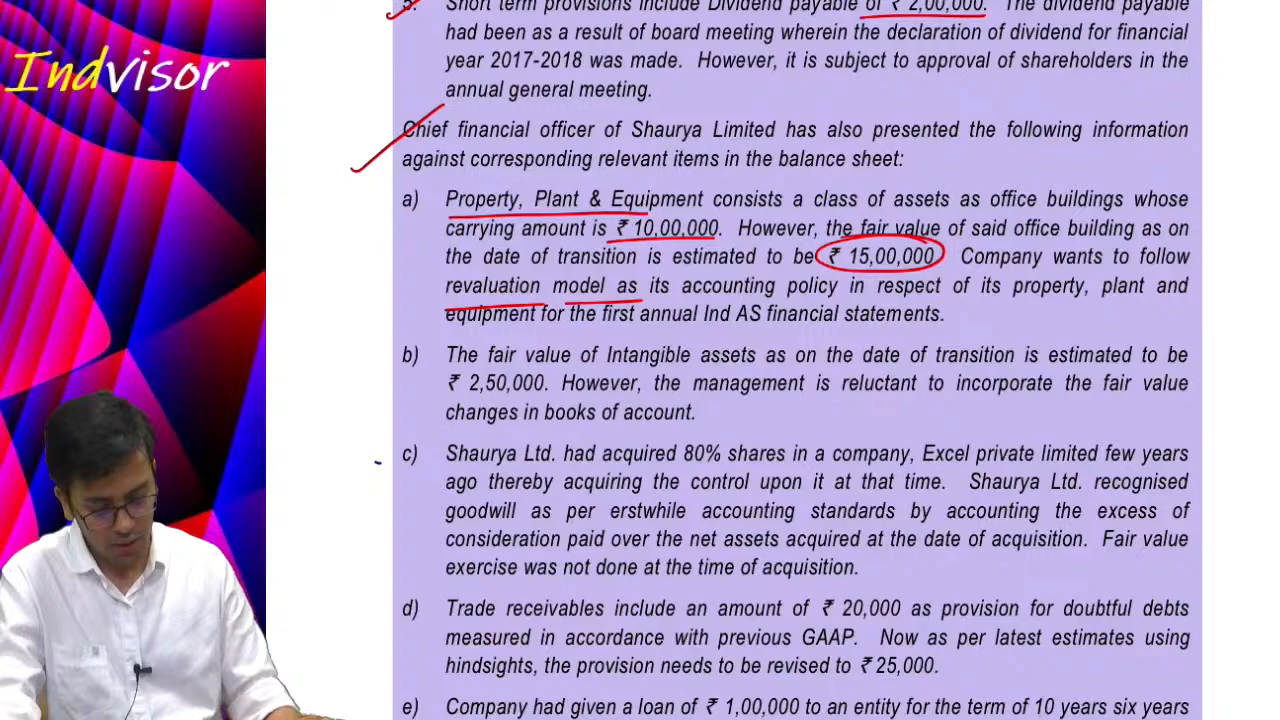 5. Short term provisions include Dividend payable of ₹ 2,00,000. The dividend payable
had been as a result of board meeting wherein the declaration of dividend for financial
year 2017-2018 was made. However, it is subject to approval of shareholders in the
annual general meeting.
Indvisor
Chief financial officer of Shaurya Limited has also presented the following information
against corresponding relevant items in the balance sheet:
a) Property, Plant & Equipment consists a class of assets as office buildings whose
carrying amount is ₹ 10,00,000. However, the fair value of said office building as on
the date of transition is estimated to be ₹ 15,00,000 Company wants to follow
revaluation model as its accounting policy in respect of its property, plant and
equipment for the first annual Ind AS financial statements.
b) The fair value of Intangible assets as on the date of transition is estimated to be
₹ 2,50,000. However, the management is reluctant to incorporate the fair value
changes in books of account.
c) Shaurya Ltd. had acquired 80% shares in a company, Excel private limited few years
ago thereby acquiring the control upon it at that time. Shaurya Ltd. recognised
goodwill as per erstwhile accounting standards by accounting the excess of
consideration paid over the net assets acquired at the date of acquisition. Fair value
exercise was not done at the time of acquisition.
d) Trade receivables include an amount of ₹ 20,000 as provision for doubtful debts
measured in accordance with previous GAAP. Now as per latest estimates using
hindsights, the provision needs to be revised to ₹ 25,000.
e) Company had given a loan of ₹ 1,00,000 to an entity for the term of 10 years six years